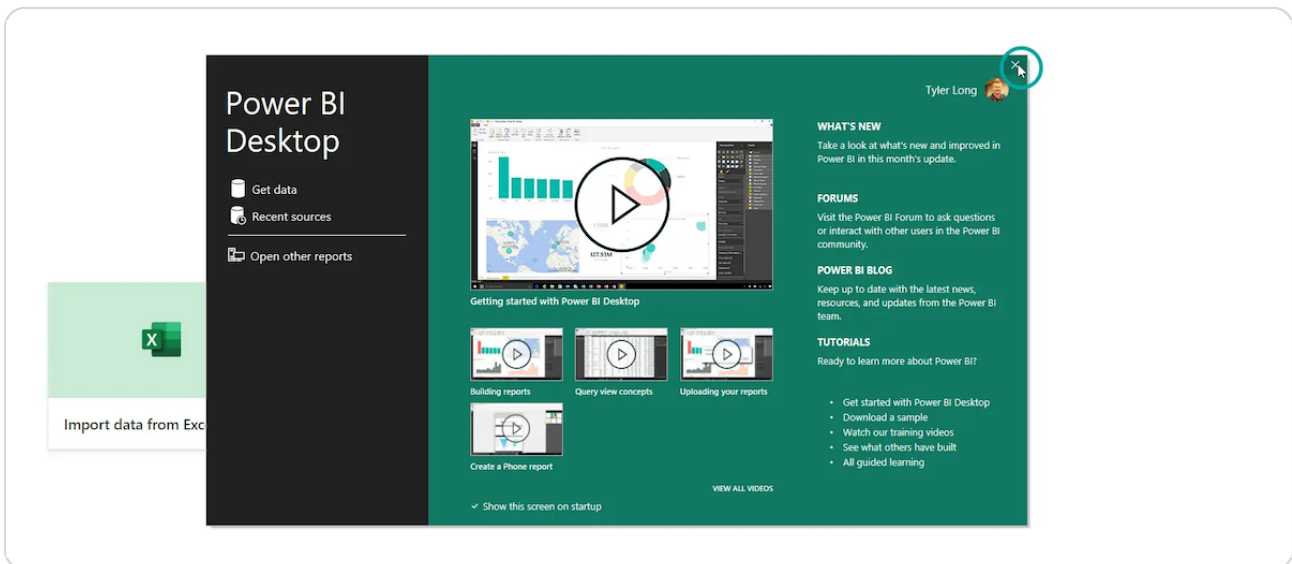 Power BI
Desktop
Get data
Recent sources
Open other reports
X
Import data from Exc
Tyler Long
127.93M
Getting started with Power BI Desktop
Building reports
Query view concepts
Uploading your reports
Create a Phone report
VIEW ALL VIDEOS
Show this screen on startup
WHAT'S NEW
Take a look at what's new and improved in
Power BI in this month's update.
FORUMS
Visit the Power BI Forum to ask questions
or interact with other users in the Power BI
community.
POWER BI BLOG
Keep up to date with the latest news,
resources, and updates from the Power BI
team.
TUTORIALS
Ready to learn more about Power BI?
• Get started with Power BI Desktop
• Download a sample
• Watch our training videos
• See what others have built
• All guided learning